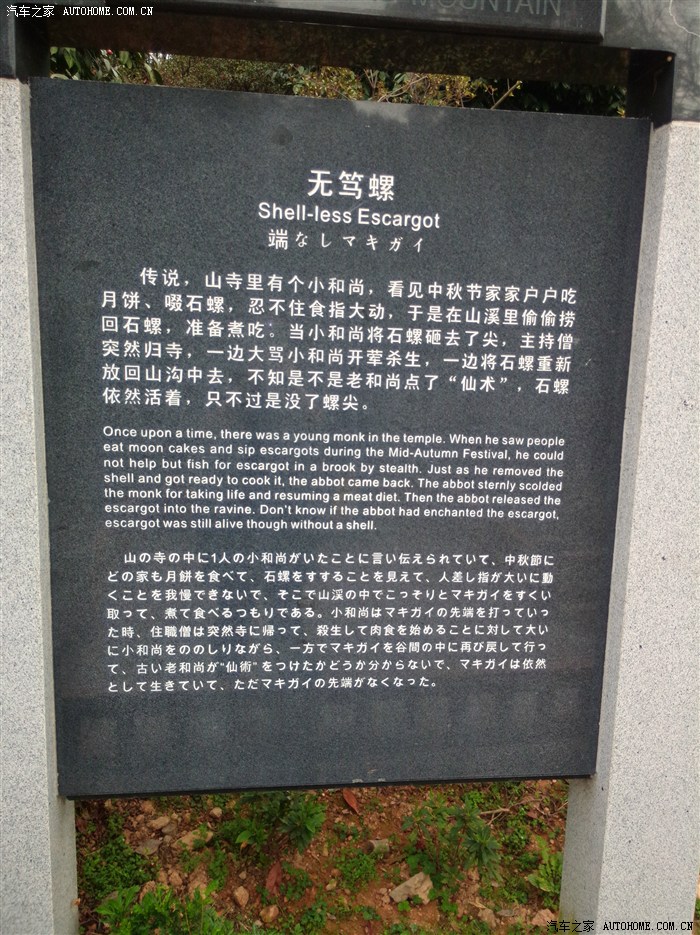 汽车之家 AUTOHOME.COM.CN
MOUNTAIN
无笃螺
Shell-less Escargot
端なしマキガイ
传说，山寺里有个小和尚，看见中秋节家家户户吃
月饼、啜石螺，忍不住食指大动，于是在山溪里偷偷捞
回石螺，准备煮吃。当小和尚将石螺砸去了尖，主持僧
突然归寺，一边大骂小和尚开荤杀生，一边将石螺重新
放回山沟中去，不知是不是老和尚点了“仙术”，石螺
依然活着，只不过是没了螺尖。
Once upon a time, there was a young monk in the temple. When he saw people
eat moon cakes and sip escargots during the Mid-Autumn Festival, he could
not help but fish for escargot in a brook by stealth. Just as he removed the
shell and got ready to cook it, the abbot came back. The abbot sternly scolded
the monk for taking life and resuming a meat diet. Then the abbot released the
escargot into the ravine. Don't know if the abbot had enchanted the escargot,
escargot was still alive though without a shell.
山の寺の中に1人の小和尚がいたことに言い伝えられていて、中秋節に
どの家も月餅を食べて、石螺をすすることを見えて、人差し指が大いに動
くことを我慢できないで、そこで山渓の中でこっそりとマキガイをすくい
取って、煮て食べるつもりである。小和尚はマキガイの先端を打っていっ
た時、住職僧は突然寺に帰って、殺生して肉食を始めることに対して大い
に小和尚をののしりながら、一方でマキガイを谷間の中に再び戻して行っ
て、古い老和尚が“仙術”をつけたかどうか分からないで、マキガイは依然
として生きていて、ただマキガイの先端がなくなった。
汽车之家
AUTOHOME.COM.CN